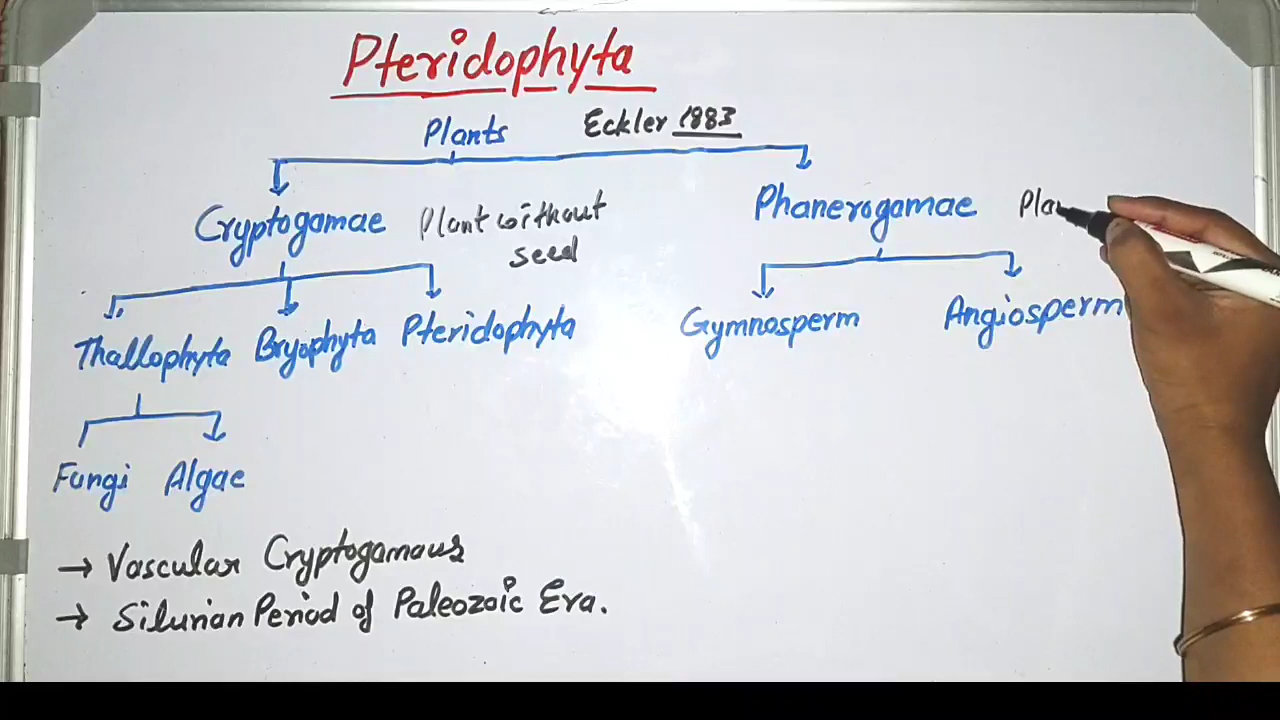 Pteridophyta
Plants Eckler 1883
Cryptogamae Plant without seed Phanerogamae Pla
Thallophyta Bryophyta Pteridophyta Gymnosperm Angiosperm
Fungi Algae
→ Vascular Cryptogamaus
→ Silurian Period of Paleozoic Era.